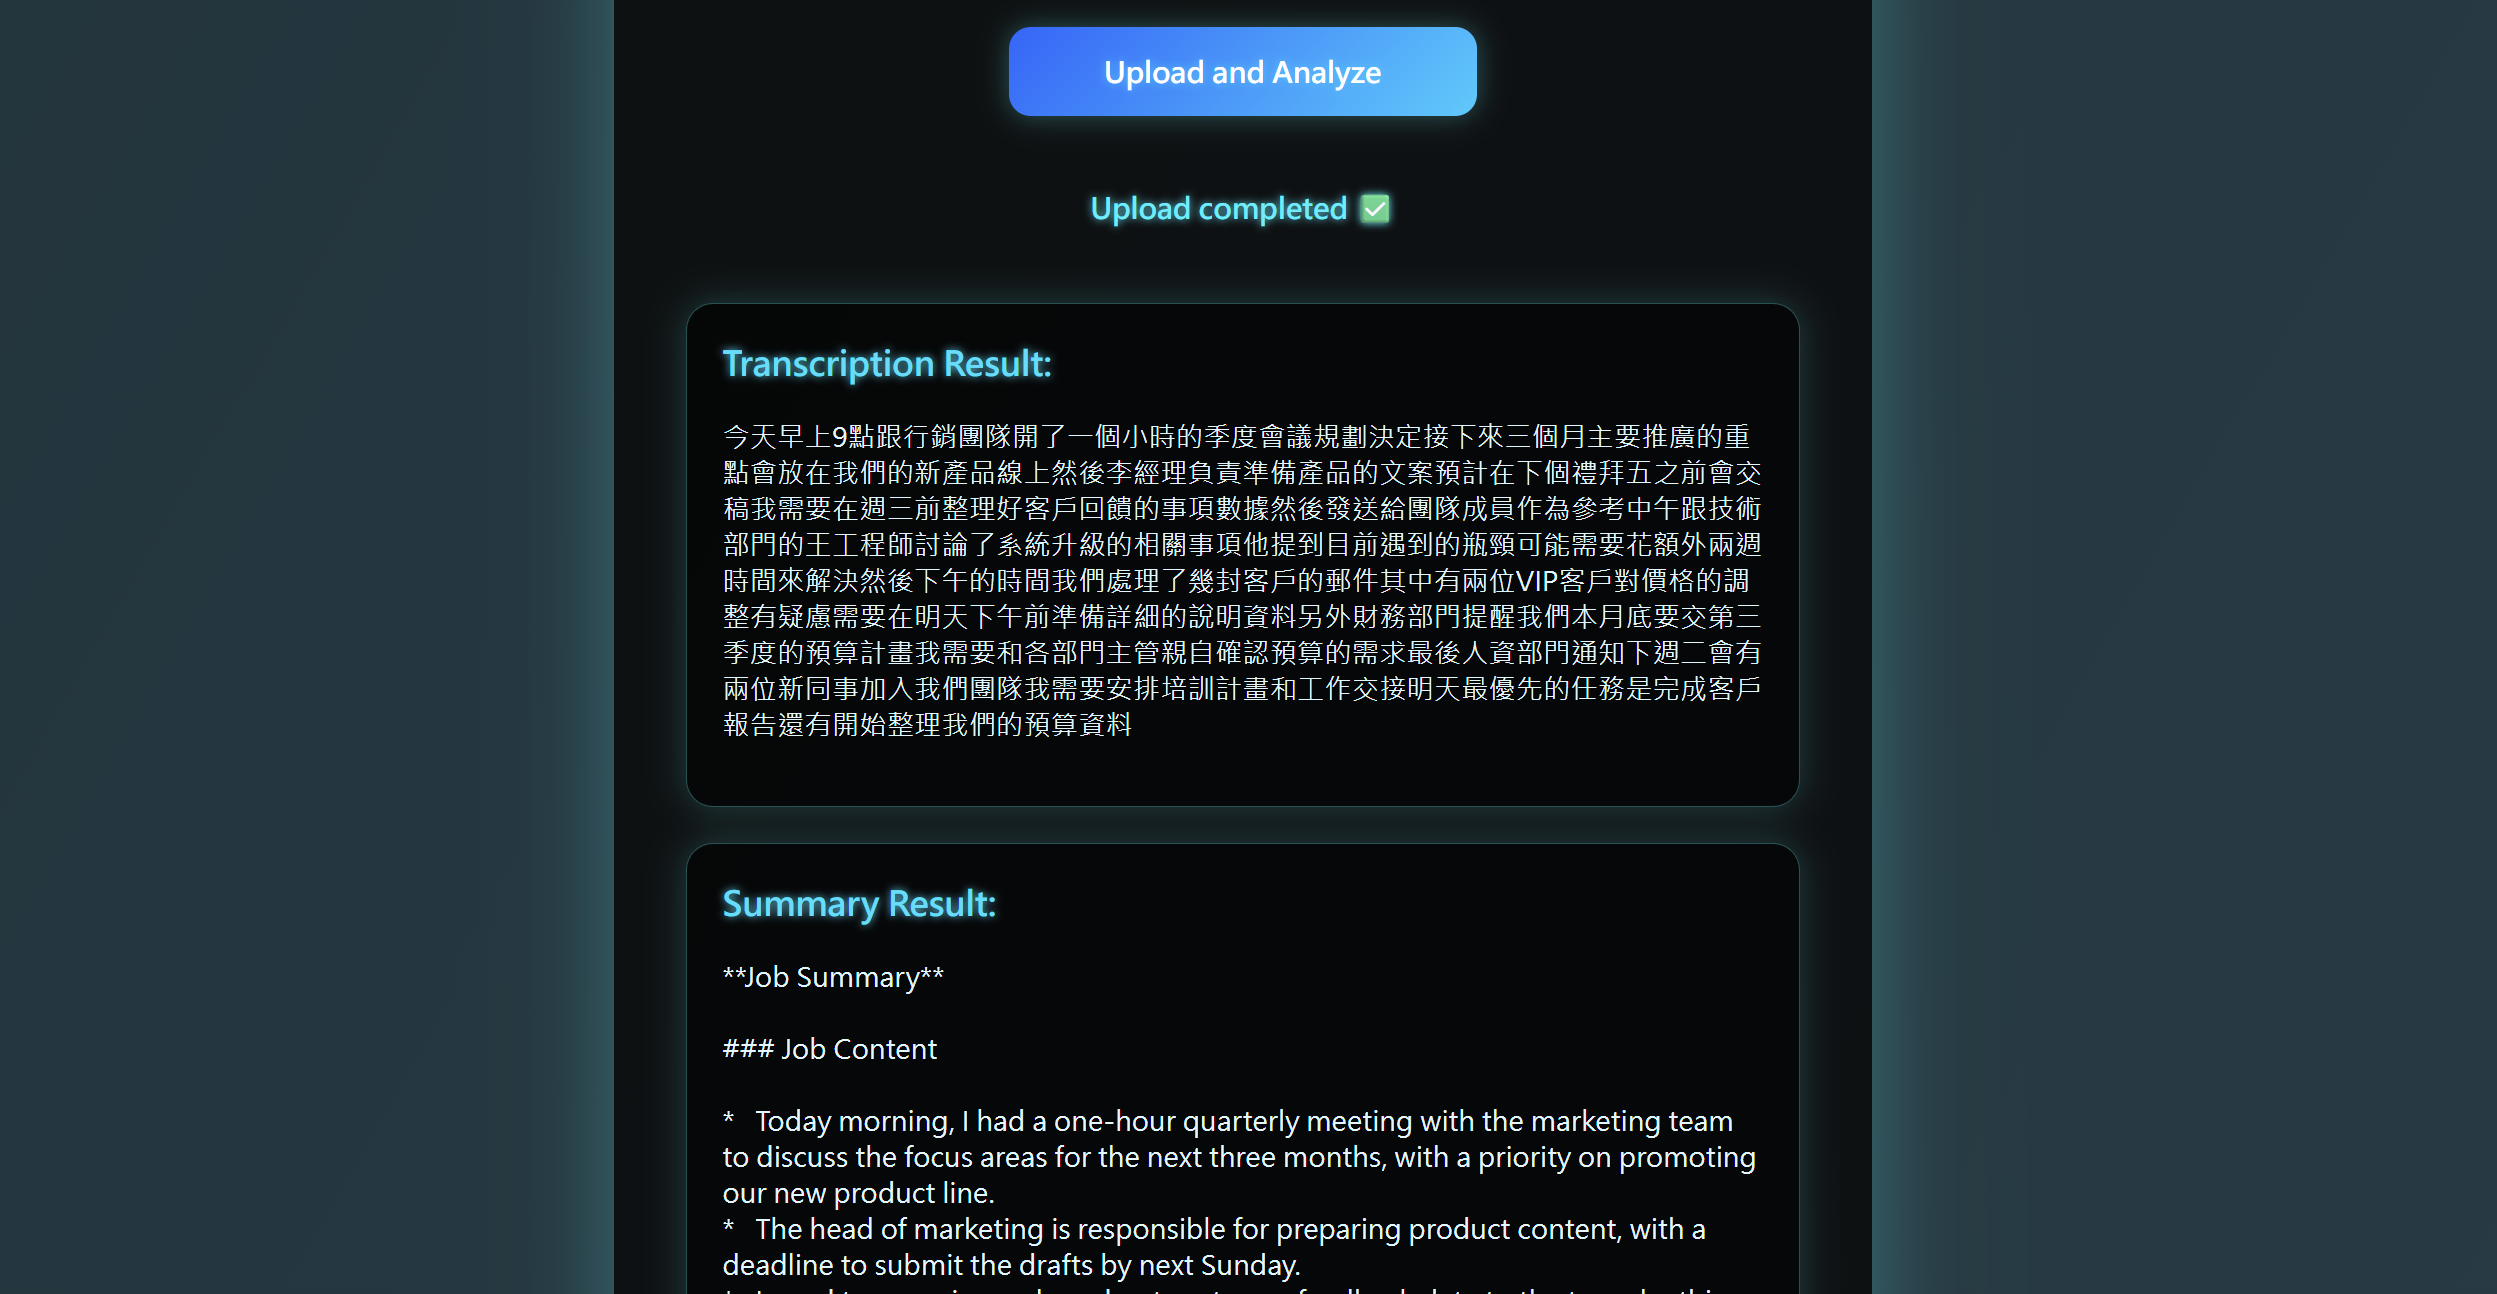 Upload and Analyze
Upload completed ✅
Transcription Result:
今天早上9點跟行銷團隊開了一個小時的季度會議規劃決定接下來三個月主要推廣的重
點會放在我們的新產品線上然後李經理負責準備產品的文案預計在下個禮拜五之前會交
稿我需要在週三前整理好客戶回饋的事項數據然後發送給團隊成員作為參考中午跟技術
部門的王工程師討論了系統升級的相關事項他提到目前遇到的瓶頸可能需要花額外兩週
時間來解決然後下午的時間我們處理了幾封客戶的郵件其中有兩位VIP客戶對價格的調
整有疑慮需要在明天下午前準備詳細的說明資料另外財務部門提醒我們本月底要交第三
季度的預算計畫我需要和各部門主管親自確認預算的需求最後人資部門通知下週二會有
兩位新同事加入我們團隊我需要安排培訓計畫和工作交接明天最優先的任務是完成客戶
報告還有開始整理我們的預算資料
Summary Result:
**Job Summary**
### Job Content
* Today morning, I had a one-hour quarterly meeting with the marketing team
to discuss the focus areas for the next three months, with a priority on promoting
our new product line.
* The head of marketing is responsible for preparing product content, with a
deadline to submit the drafts by next Sunday.